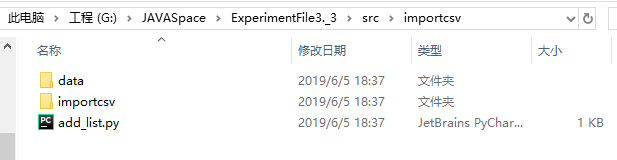 此电脑 > 工程 (G:) > JAVASpace > ExperimentFile3._3 > src > importcsv
名称 修改日期 类型 大小
data 2019/6/5 18:37 文件夹
importcsv 2019/6/5 18:37 文件夹
PC add_list.py 2019/6/5 18:37 JetBrains PyChar... 1 KB